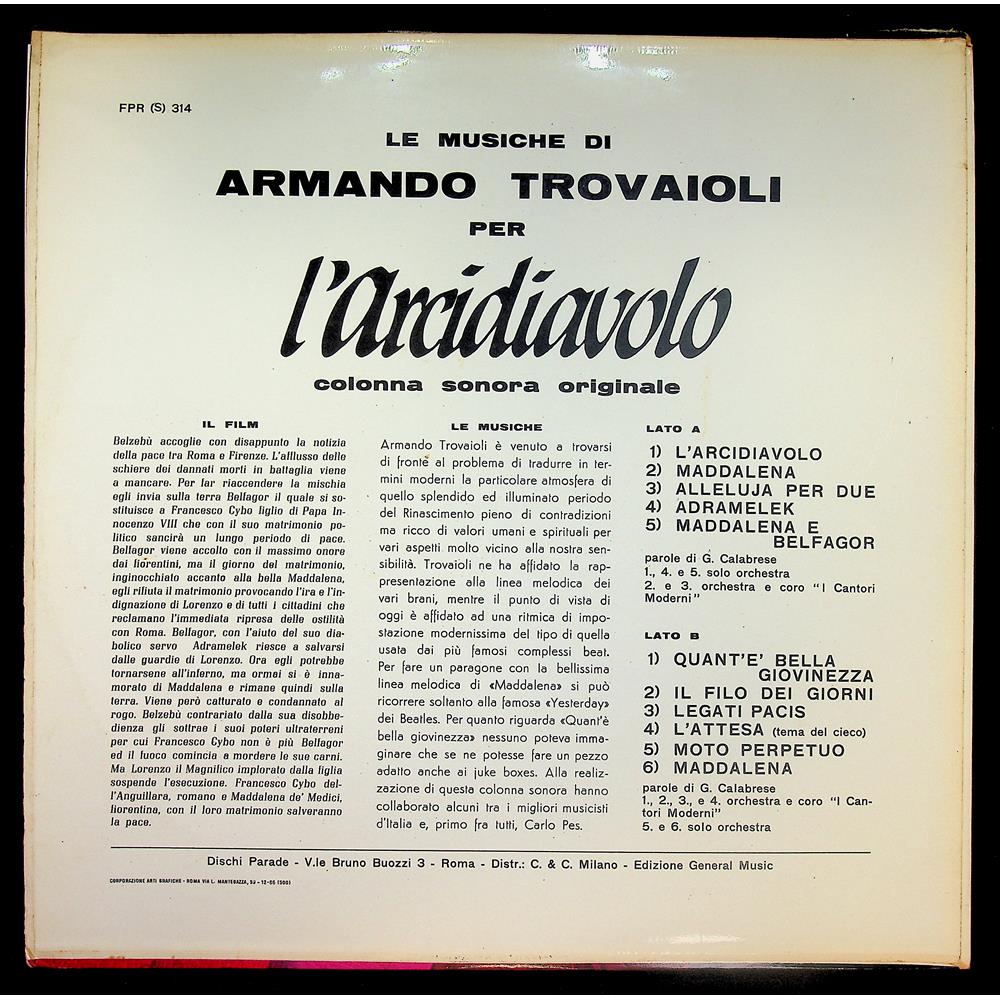 FPR (S) 314
LE MUSICHE DI
ARMANDO TROVAIOLI
PER
l'Arcidiavolo
colonna sonora originale
IL FILM
Belzebù accoglie con disappunto la notizia
della pace tra Roma e Firenze. L'afflusso delle
schiere dei dannati morti in battaglia viene
a mancare. Per far riaccendere la mischia
egli invia sulla terra Belfagor il quale si so-
stituisce a Francesco Cybo figlio di Papa In-
nocenzo VIII che con il suo matrimonio po-
litico sancirà un lungo periodo di pace.
Belfagor viene accolto con il massimo onore
dai fiorentini, ma il giorno del matrimonio,
inginocchiato accanto alla bella Maddalena,
egli rifiuta il matrimonio provocando l'ira e l'in-
dignazione di Lorenzo e di tutti i cittadini che
reclamano l'immediata ripresa delle ostilità
con Roma. Belfagor, con l'aiuto del suo dia-
bolico servo Adramelek riesce a salvarsi
dalle guardie di Lorenzo. Ora egli potrebbe
tornarsene all'inferno, ma ormai si è inna-
morato di Maddalena e rimane quindi sulla
terra. Viene però catturato e condannato al
rogo. Belzebù contrariato dalla sua disobbe-
dienza gli sottrae i suoi poteri ultraterreni
per cui Francesco Cybo non è più Belfagor
ed il fuoco comincia a mordere le sue carni.
Ma Lorenzo il Magnifico implorato dalla figlia
sospende l'esecuzione. Francesco Cybo del-
l'Anguillara, romano e Maddalena de' Medici,
fiorentina, con il loro matrimonio salveranno
la pace.
LE MUSICHE
Armando Trovaioli è venuto a trovarsi
di fronte al problema di tradurre in ter-
mini moderni la particolare atmosfera di
quello splendido ed illuminato periodo
del Rinascimento pieno di contradizioni
ma ricco di valori umani e spirituali per
vari aspetti molto vicino alla nostra sen-
sibilità. Trovaioli ne ha affidato la rap-
presentazione alla linea melodica dei
vari brani, mentre il punto di vista di
oggi è affidato ad una ritmica di impo-
stazione modernissima del tipo di quella
usata dai più famosi complessi beat.
Per fare un paragone con la bellissima
linea melodica di «Maddalena» si può
ricorrere soltanto alla famosa «Yesterday»
dei Beatles. Per quanto riguarda «Quant'è
bella giovinezza» nessuno poteva imma-
ginare che se ne potesse fare un pezzo
adatto anche ai juke boxes. Alla realiz-
zazione di questa colonna sonora hanno
collaborato alcuni tra i migliori musicisti
d'Italia e, primo fra tutti, Carlo Pes.
LATO A
1) L'ARCIDIAVOLO
2) MADDALENA
3) ALLELUJA PER DUE
4) ADRAMELEK
5) MADDALENA E
BELFAGOR
parole di G. Calabrese
1., 4. e 5. solo orchestra
2. e 3. orchestra e coro "I Cantori
Moderni"
LATO B
1) QUANT'E' BELLA
GIOVINEZZA
2) IL FILO DEI GIORNI
3) LEGATI PACIS
4) L'ATTESA (tema del cieco)
5) MOTO PERPETUO
6) MADDALENA
parole di G. Calabrese
1., 2., 3., e 4. orchestra e coro "I Can-
tori Moderni"
5. e 6. solo orchestra
Dischi Parade - V.le Bruno Buozzi 3 - Roma - Distr.: C. & C. Milano - Edizione General Music
CORPORAZIONE ARTI GRAFICHE - ROMA VIA L. MANTEGAZZA, 59 - 12-66 (500)